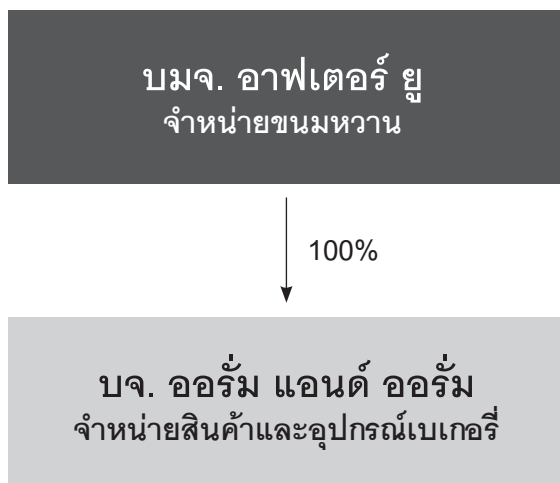 บมจ. อาฟเตอร์ ยู
จำหน่ายขนมหวาน
100%
บจ. ออรั่ม แอนด์ ออรั่ม
จำหน่ายสินค้าและอุปกรณ์เบเกอรี่